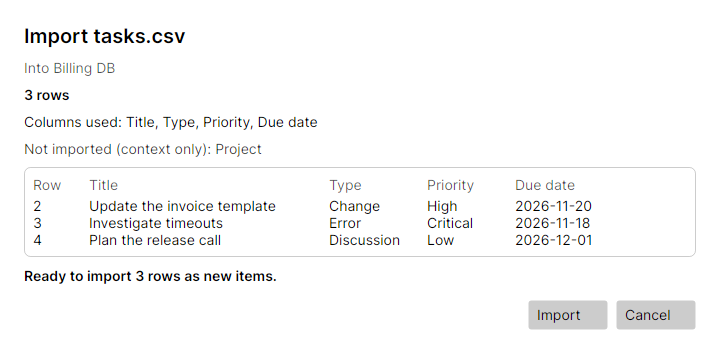 Import tasks.csv
Into Billing DB
3 rows
Columns used: Title, Type, Priority, Due date
Not imported (context only): Project
Row Title Type Priority Due date
2 Update the invoice template Change High 2026-11-20
3 Investigate timeouts Error Critical 2026-11-18
4 Plan the release call Discussion Low 2026-12-01
Ready to import 3 rows as new items.
Import Cancel